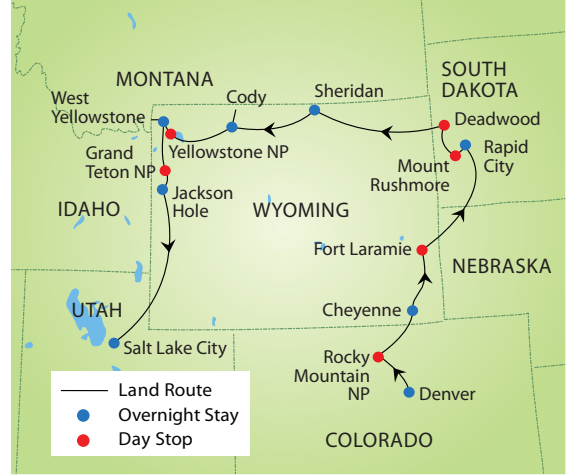 MONTANA
SOUTH
DAKOTA
Sheridan
Cody
West
Yellowstone
Deadwood
Yellowstone NP
Rapid
City
Grand
Teton NP
Mount
Rushmore
Jackson
Hole
IDAHO
WYOMING
Fort Laramie
NEBRASKA
UTAH
Cheyenne
Salt Lake City
Rocky
Mountain
NP
Denver
Land Route
Overnight Stay
Day Stop
COLORADO